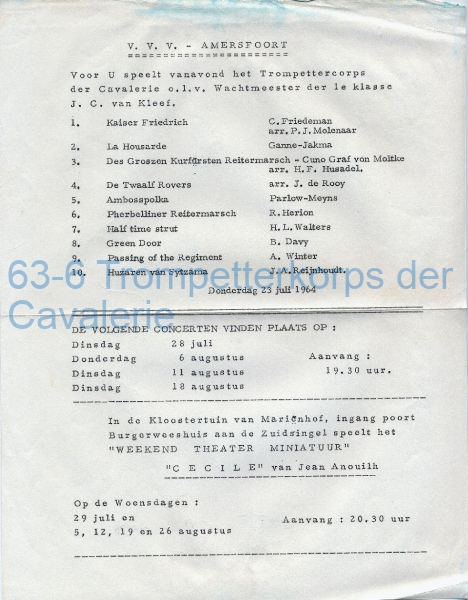 V. V. V. - AMERSFOORT
Voor U speelt vanavond het Trompettercorps
der Cavalerie o.l.v. Wachtmeester der 1e klasse
J. C. van Kleef.
1. Kaiser Friedrich C. Friedeman
arr. P. J. Molenaar
2. La Housarde Ganne-Jakma
3. Des Groszen Kurfürsten Reitermarsch - Cuno Graf von Moltke
arr. H. F. Husadel.
4. De Twaalf Rovers arr. J. de Rooy
5. Ambosspolka Parlow-Meyns
6. Pherbelliner Reitermarsch R. Herion
7. Half time strut H. L. Walters
8. Green Door B. Davy
9. Passing of the Regiment A. Winter
10. Huzaren van Sytzama J. A. Reijnhoudt.
63-6 Trompetterkorps der
Cavalerie
Donderdag 23 juli 1964
DE VOLGENDE CONCERTEN VINDEN PLAATS OP :
Dinsdag 28 juli
Donderdag 6 augustus Aanvang :
Dinsdag 11 augustus 19.30 uur.
Dinsdag 18 augustus
In de Kloostertuin van Mariënhof, ingang poort
Burgerweeshuis aan de Zuidsingel speelt het
"WEEKEND THEATER MINIATUUR"
"C E C I L E" van Jean Anouilh
Op de Woensdagen :
29 juli en Aanvang : 20.30 uur
5, 12, 19 en 26 augustus